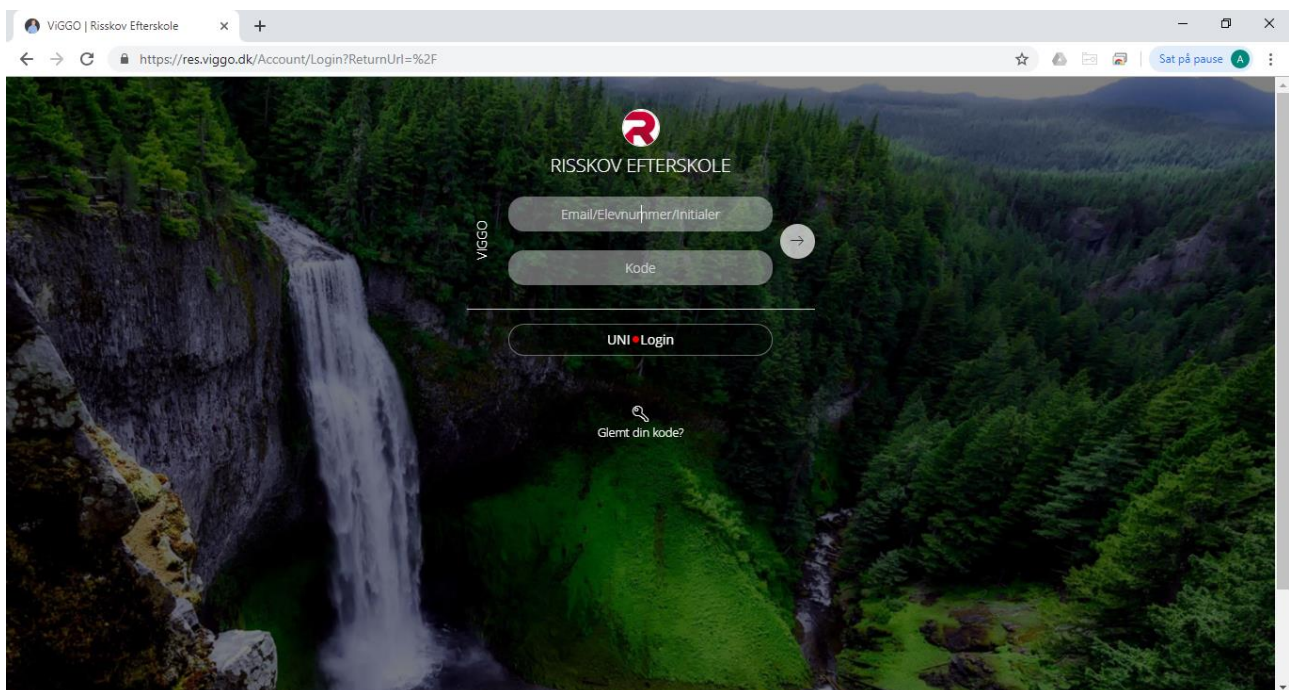 ViGGO | Risskov Efterskole
https://res.viggo.dk/Account/Login?ReturnUrl=%2F
Sat på pause
A
R
RISSKOV EFTERSKOLE
VIGGO
Email/Elevnummer/Initialer
Kode
UNI•Login
Glemt din kode?